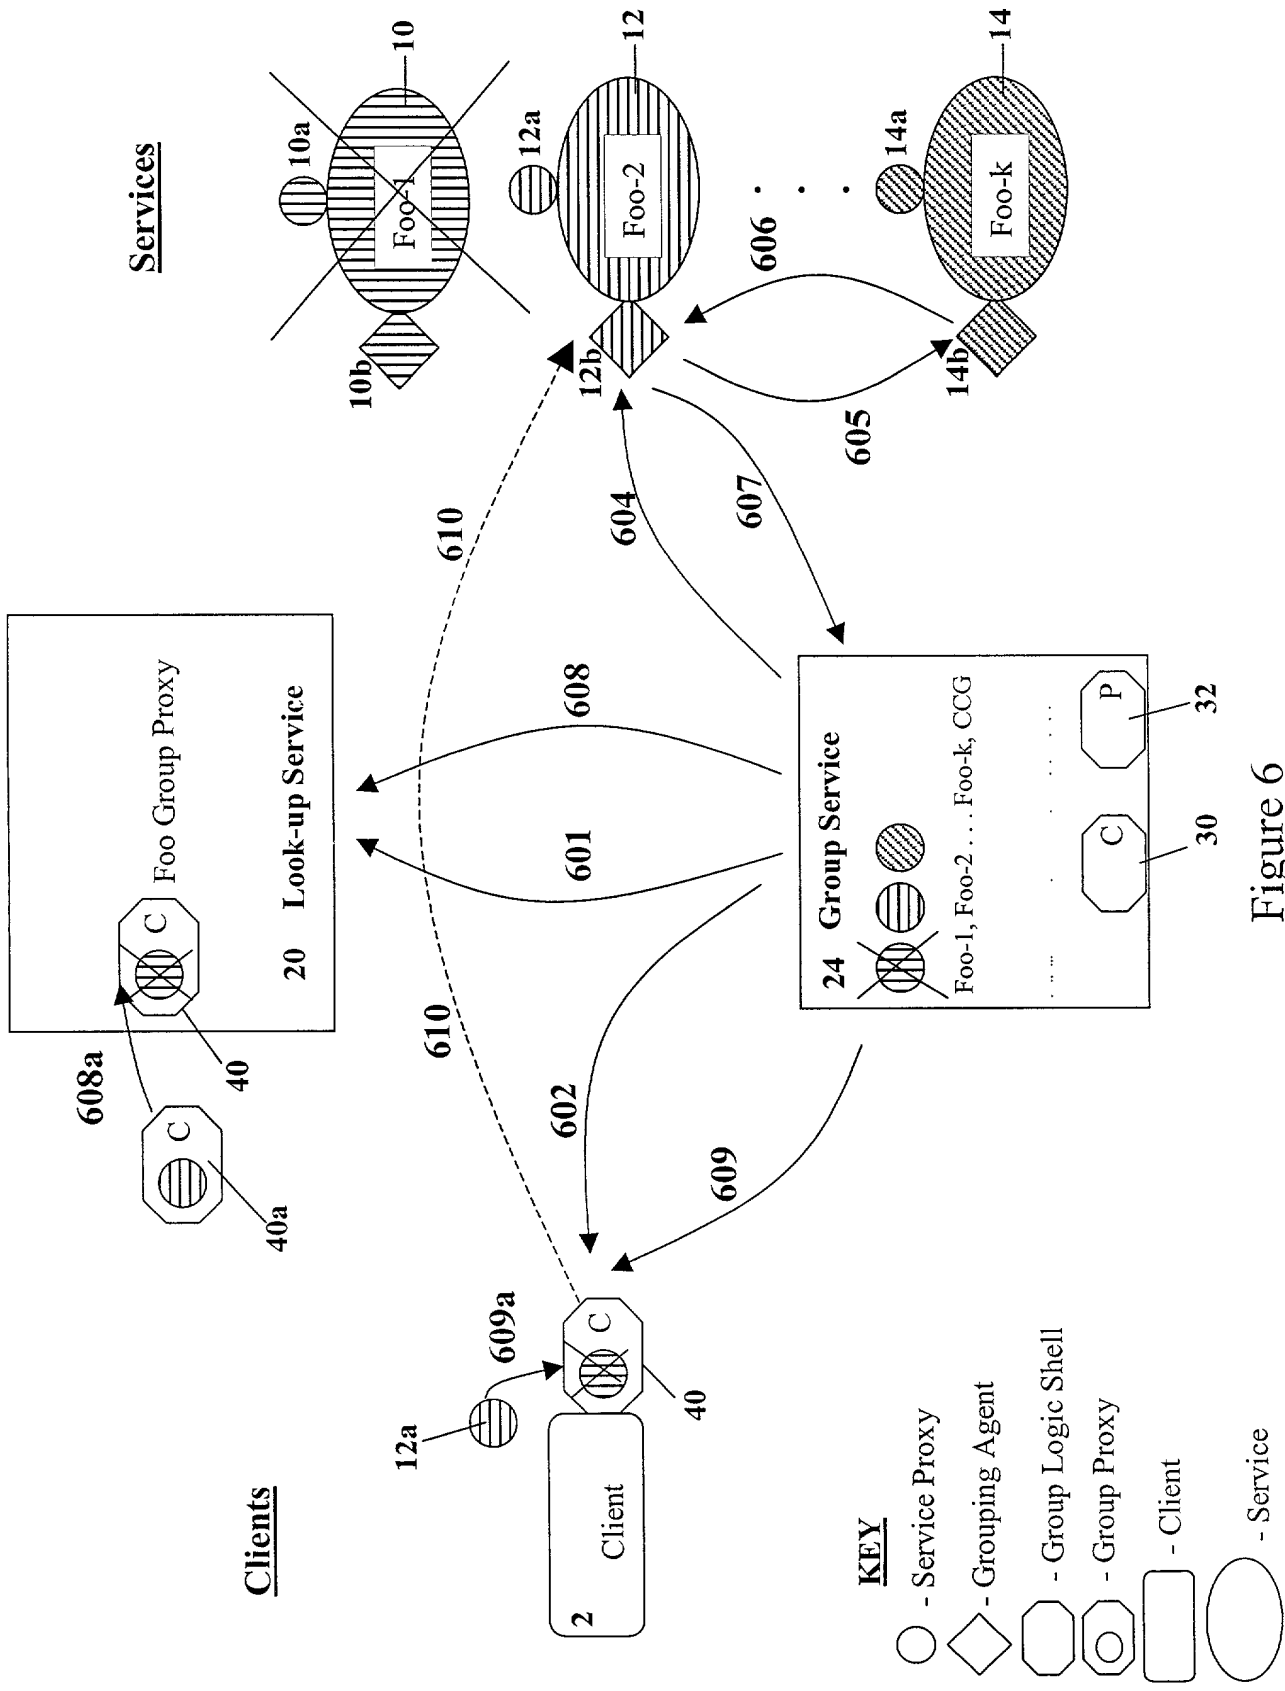 Clients
Services
2
Client
12a
609a
C
40
608a
C
40a
40
C
Foo Group Proxy
20 Look-up Service
610
610
602
609
601
608
604
607
605
606
24 Group Service
Foo-1, Foo-2 . . . Foo-k, CCG
. ... . . . . .
C
P
30
32
10a
10
Foo-1
10b
12a
12
Foo-2
12b
. . .
14a
14
Foo-k
14b
KEY
- Service Proxy
- Grouping Agent
- Group Logic Shell
- Group Proxy
- Client
- Service
Figure 6